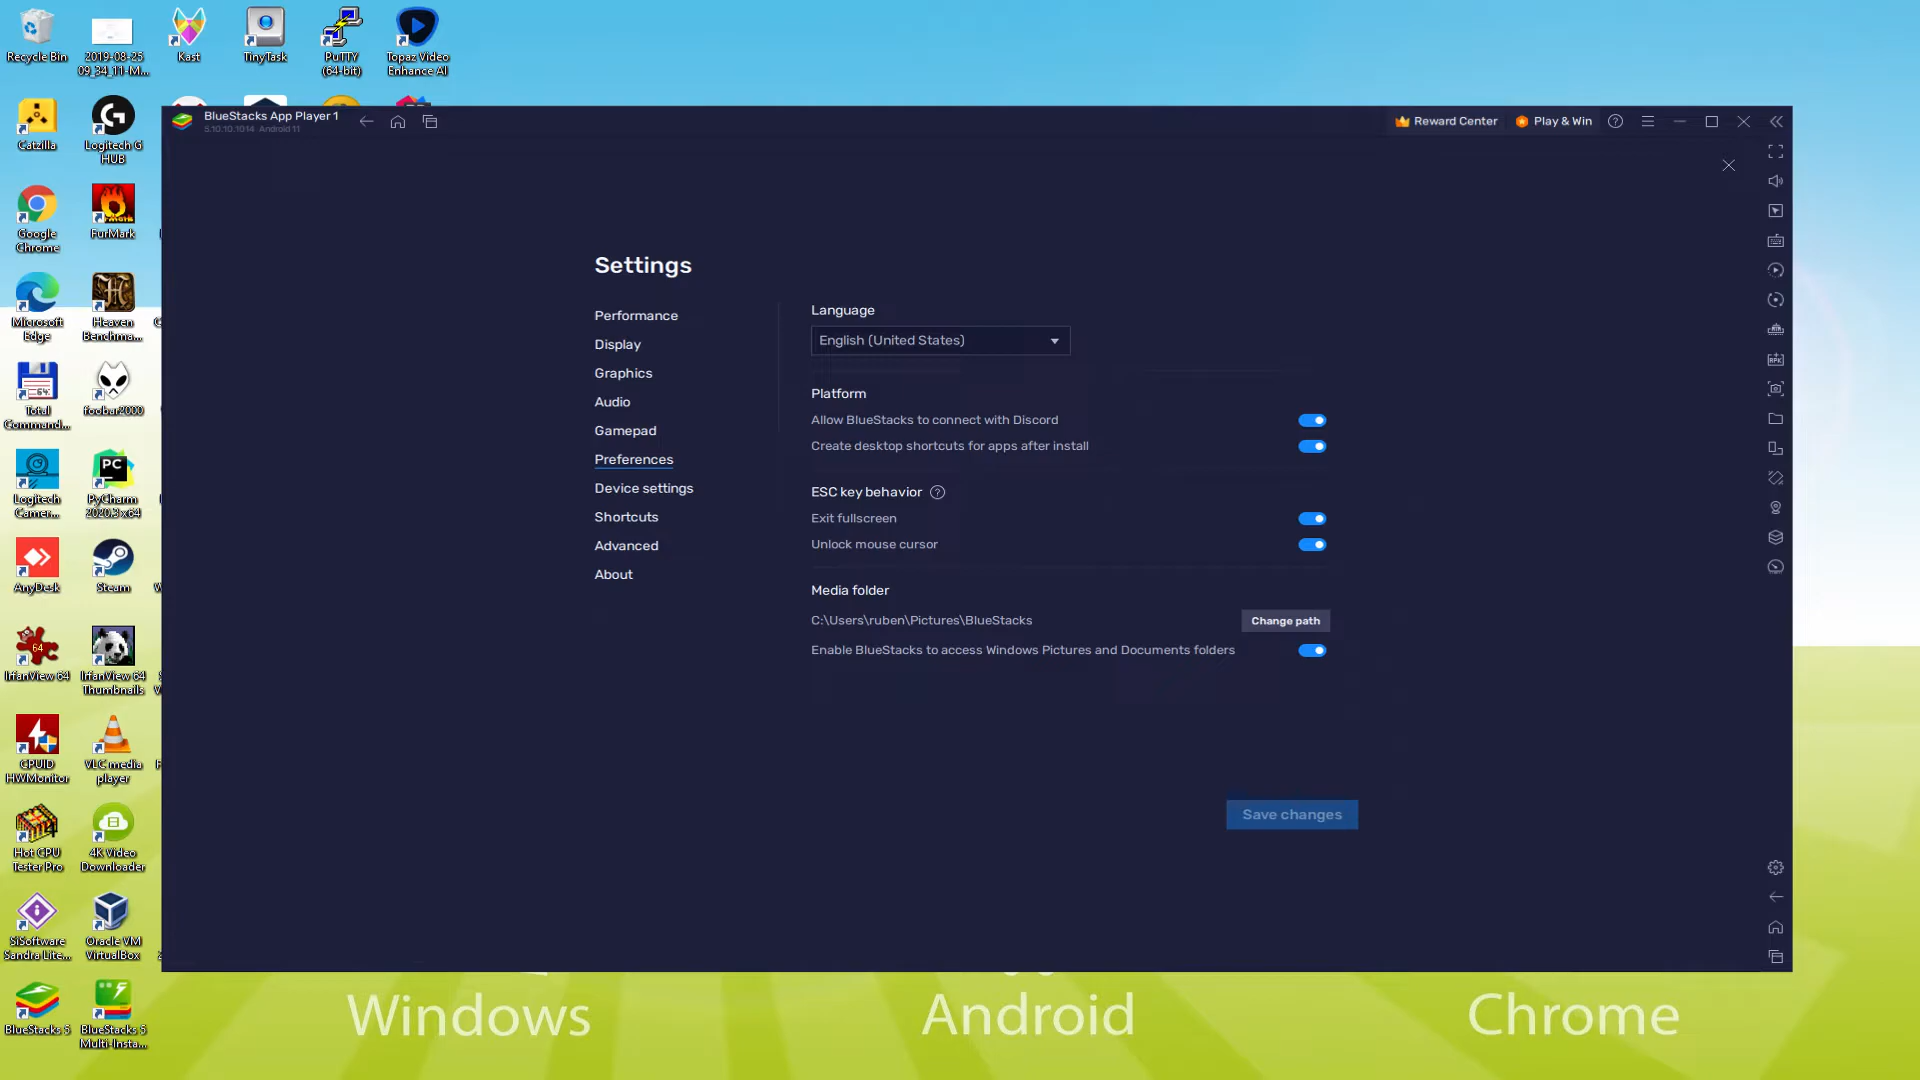 Recycle Bin
2019-08-25
09_34_11-M...
Kast
TinyTask
PuTTY
(64-bit)
Topaz Video
Enhance AI
Catzilla
Logitech G
HUB
Google
Chrome
FurMark
Microsoft
Edge
Heaven
Benchma...
Total
Command...
foobar2000
Logitech
Camer...
PyCharm
2020.3 x64
AnyDesk
Steam
IrfanView 64
IrfanView 64
Thumbnails
CPUID
HWMonitor
VLC media
player
Hot CPU
Tester Pro
4K Video
Downloader
SiSoftware
Sandra Lite...
Oracle VM
VirtualBox
BlueStacks 5
BlueStacks 5
Multi-Insta...
BlueStacks App Player 1
5.10.10.1014 Android 11
Reward Center
Play & Win
Settings
Performance
Display
Graphics
Audio
Gamepad
Preferences
Device settings
Shortcuts
Advanced
About
Language
English (United States)
Platform
Allow BlueStacks to connect with Discord
Create desktop shortcuts for apps after install
ESC key behavior
Exit fullscreen
Unlock mouse cursor
Media folder
C:\Users\ruben\Pictures\BlueStacks
Change path
Enable BlueStacks to access Windows Pictures and Documents folders
Save changes
Windows
Android
Chrome